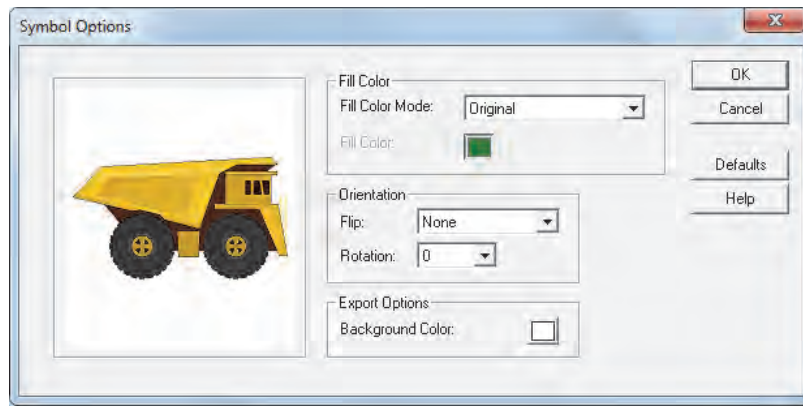 Symbol Options
Fill Color
Fill Color Mode: Original
Fill Color:
Orientation
Flip: None
Rotation: 0
Export Options
Background Color:
OK
Cancel
Defaults
Help